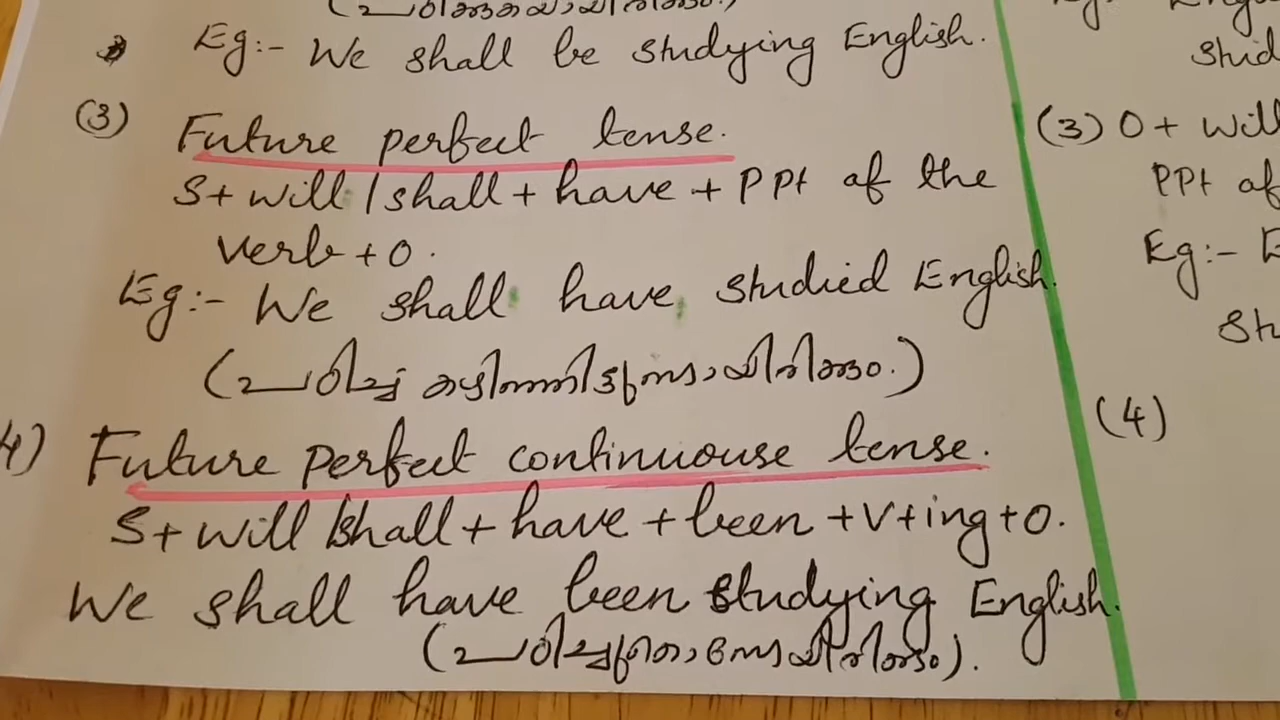 Eg:- We shall be studying English.
(3) Future perfect tense.
S+ will / shall + have + PPt of the
verb + O.
Eg:- We shall have studied English.
(പഠിച്ചു കഴിഞ്ഞിട്ടുണ്ടായിരിക്കും.)
4) Future perfect continuouse tense.
S+ will /shall + have + been + V+ing + O.
We shall have been studying English.
(3) O + will
PPt of
Eg:- E
(4)